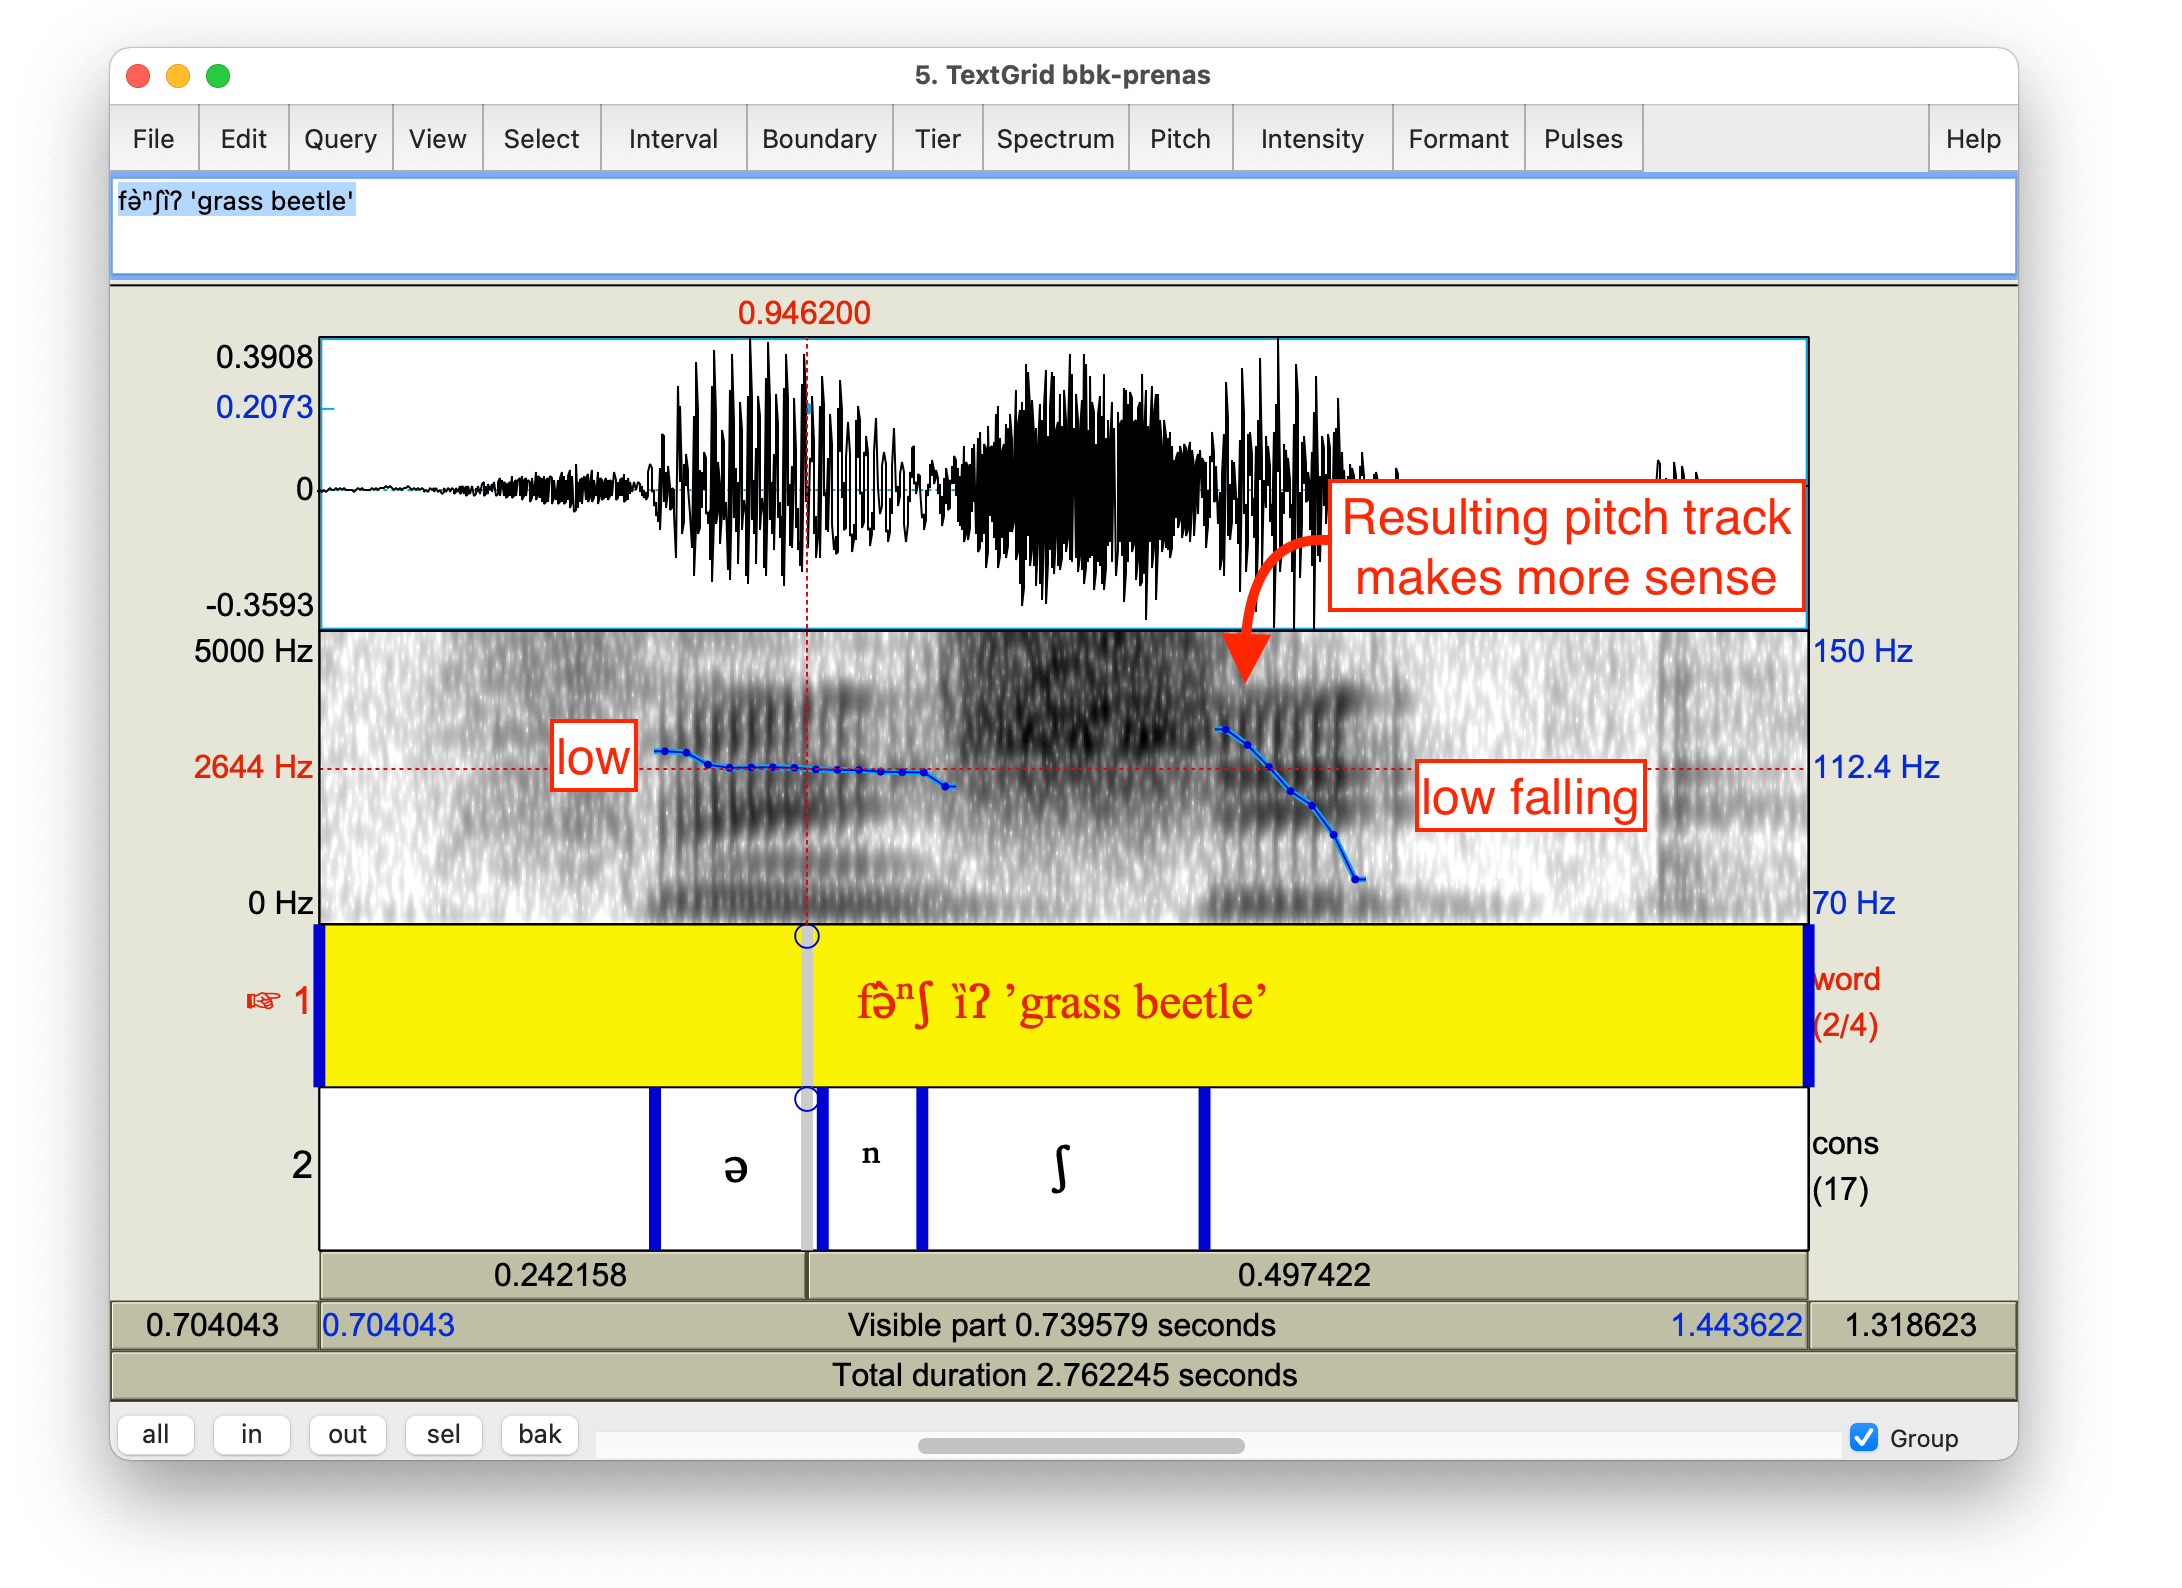 5. TextGrid bbk-prenas
File Edit Query View Select Interval Boundary Tier Spectrum Pitch Intensity Formant Pulses Help
fə̀ⁿʃȉʔ 'grass beetle'
0.946200
0.3908
0.2073
0
-0.3593
Resulting pitch track
makes more sense
5000 Hz
150 Hz
low
2644 Hz
112.4 Hz
low falling
0 Hz
70 Hz
☞ 1
fə̀ⁿʃ ȉʔ ’grass beetle’
word
(2/4)
2
ə
ⁿ
ʃ
cons
(17)
0.242158
0.497422
0.704043
0.704043
Visible part 0.739579 seconds
1.443622
1.318623
Total duration 2.762245 seconds
all in out sel bak
Group